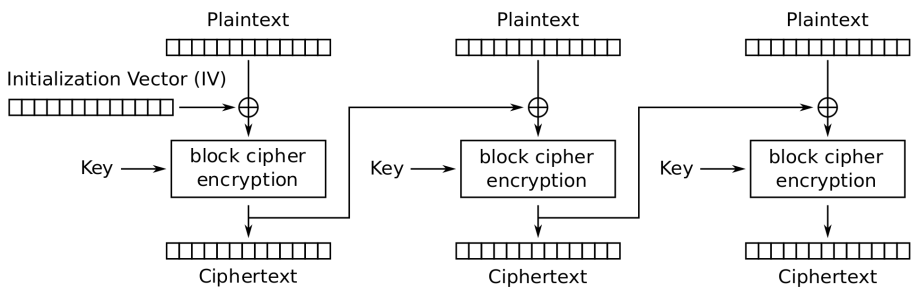 Plaintext
Plaintext
Plaintext
Initialization Vector (IV)
Key
block cipher
encryption
Key
block cipher
encryption
Key
block cipher
encryption
Ciphertext
Ciphertext
Ciphertext